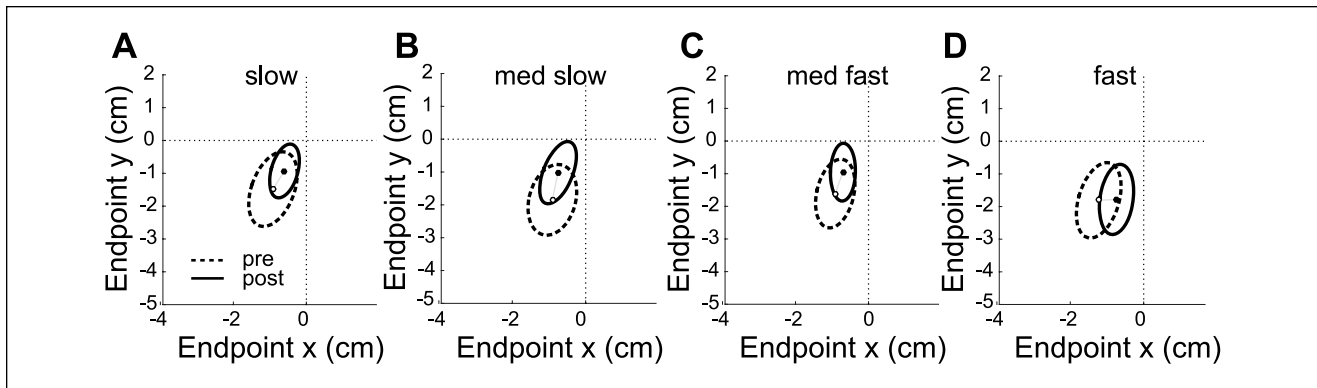 A
slow
Endpoint y (cm)
2
1
0
-1
-2
-3
-4
-5
-4
-2
0
Endpoint x (cm)
pre
post
B
med slow
Endpoint y (cm)
2
1
0
-1
-2
-3
-4
-5
-4
-2
0
Endpoint x (cm)
C
med fast
Endpoint y (cm)
2
1
0
-1
-2
-3
-4
-5
-4
-2
0
Endpoint x (cm)
D
fast
Endpoint y (cm)
2
1
0
-1
-2
-3
-4
-5
-4
-2
0
Endpoint x (cm)